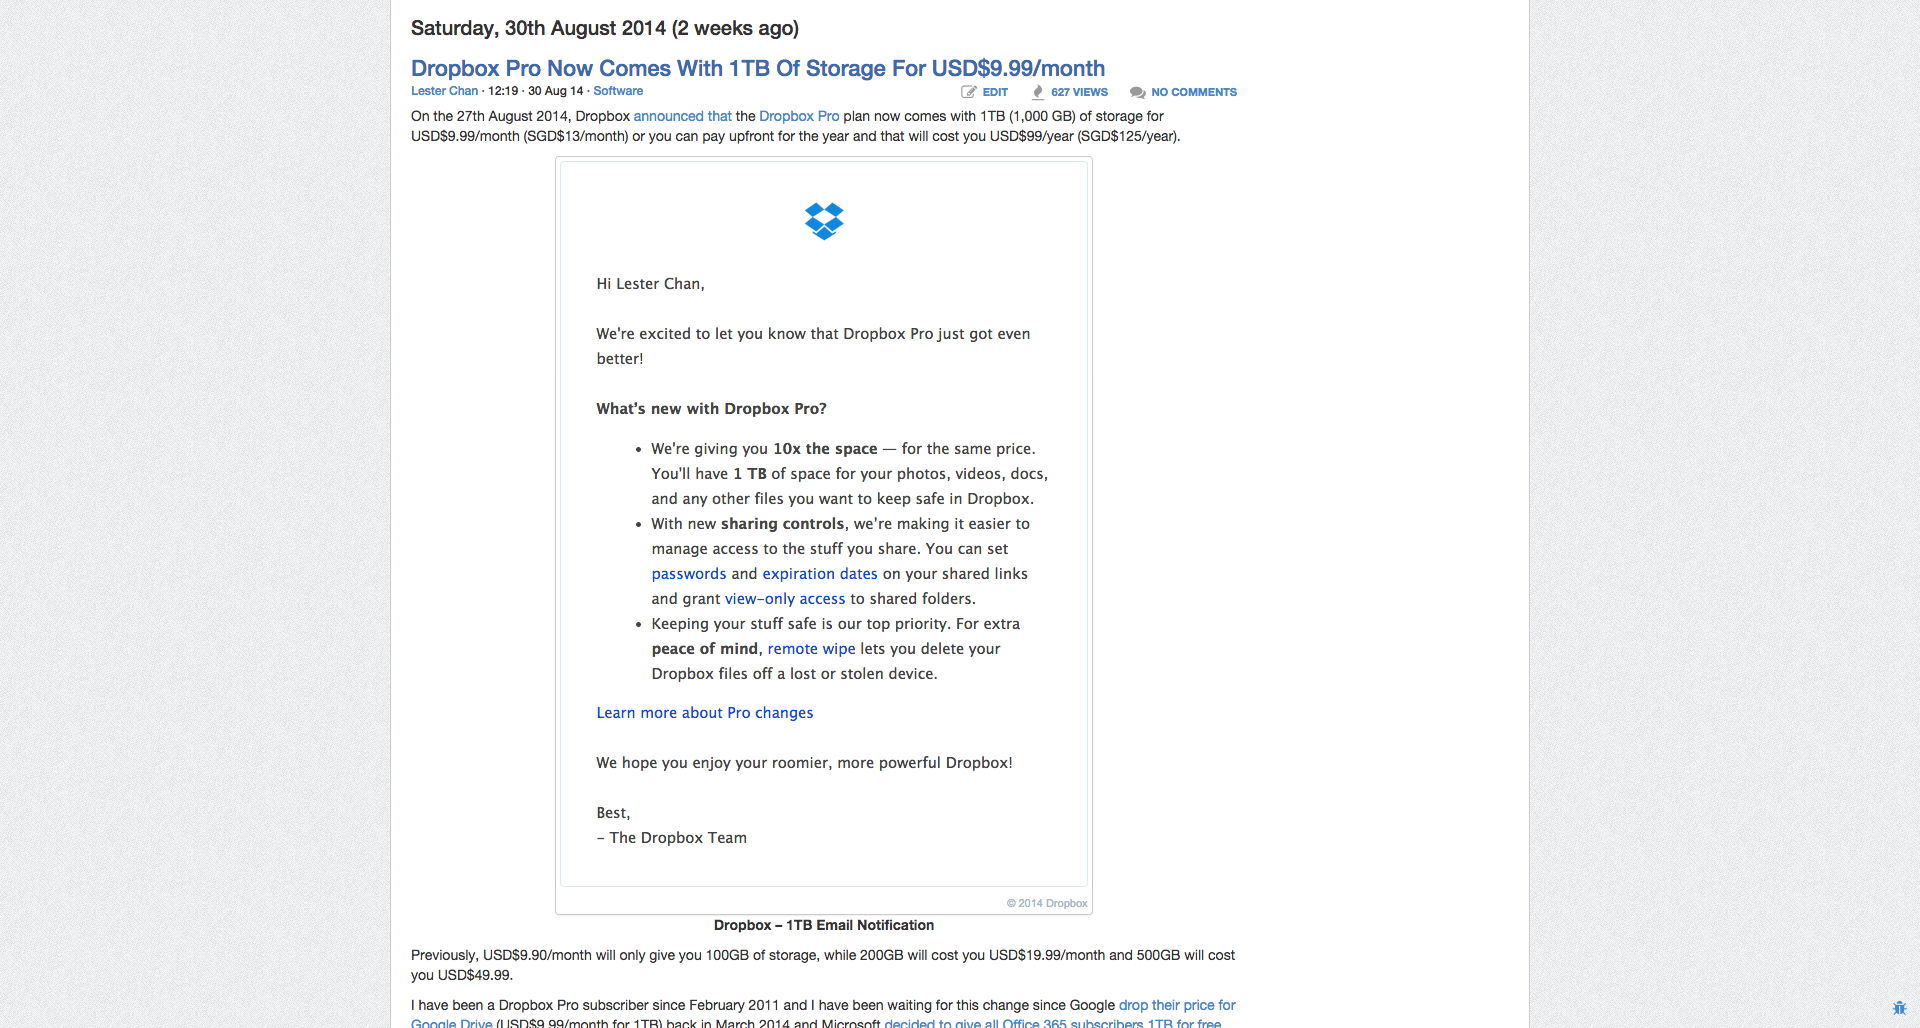 Saturday, 30th August 2014 (2 weeks ago)
Dropbox Pro Now Comes With 1TB Of Storage For USD$9.99/month
Lester Chan · 12:19 · 30 Aug 14 · Software
EDIT 627 VIEWS NO COMMENTS
On the 27th August 2014, Dropbox announced that the Dropbox Pro plan now comes with 1TB (1,000 GB) of storage for
USD$9.99/month (SGD$13/month) or you can pay upfront for the year and that will cost you USD$99/year (SGD$125/year).
Hi Lester Chan,
We're excited to let you know that Dropbox Pro just got even
better!
What's new with Dropbox Pro?
• We're giving you 10x the space — for the same price.
You'll have 1 TB of space for your photos, videos, docs,
and any other files you want to keep safe in Dropbox.
• With new sharing controls, we're making it easier to
manage access to the stuff you share. You can set
passwords and expiration dates on your shared links
and grant view-only access to shared folders.
• Keeping your stuff safe is our top priority. For extra
peace of mind, remote wipe lets you delete your
Dropbox files off a lost or stolen device.
Learn more about Pro changes
We hope you enjoy your roomier, more powerful Dropbox!
Best,
– The Dropbox Team
© 2014 Dropbox
Dropbox – 1TB Email Notification
Previously, USD$9.90/month will only give you 100GB of storage, while 200GB will cost you USD$19.99/month and 500GB will cost
you USD$49.99.
I have been a Dropbox Pro subscriber since February 2011 and I have been waiting for this change since Google drop their price for
Google Drive (USD$9.99/month for 1TB) back in March 2014 and Microsoft decided to give all Office 365 subscribers 1TB for free